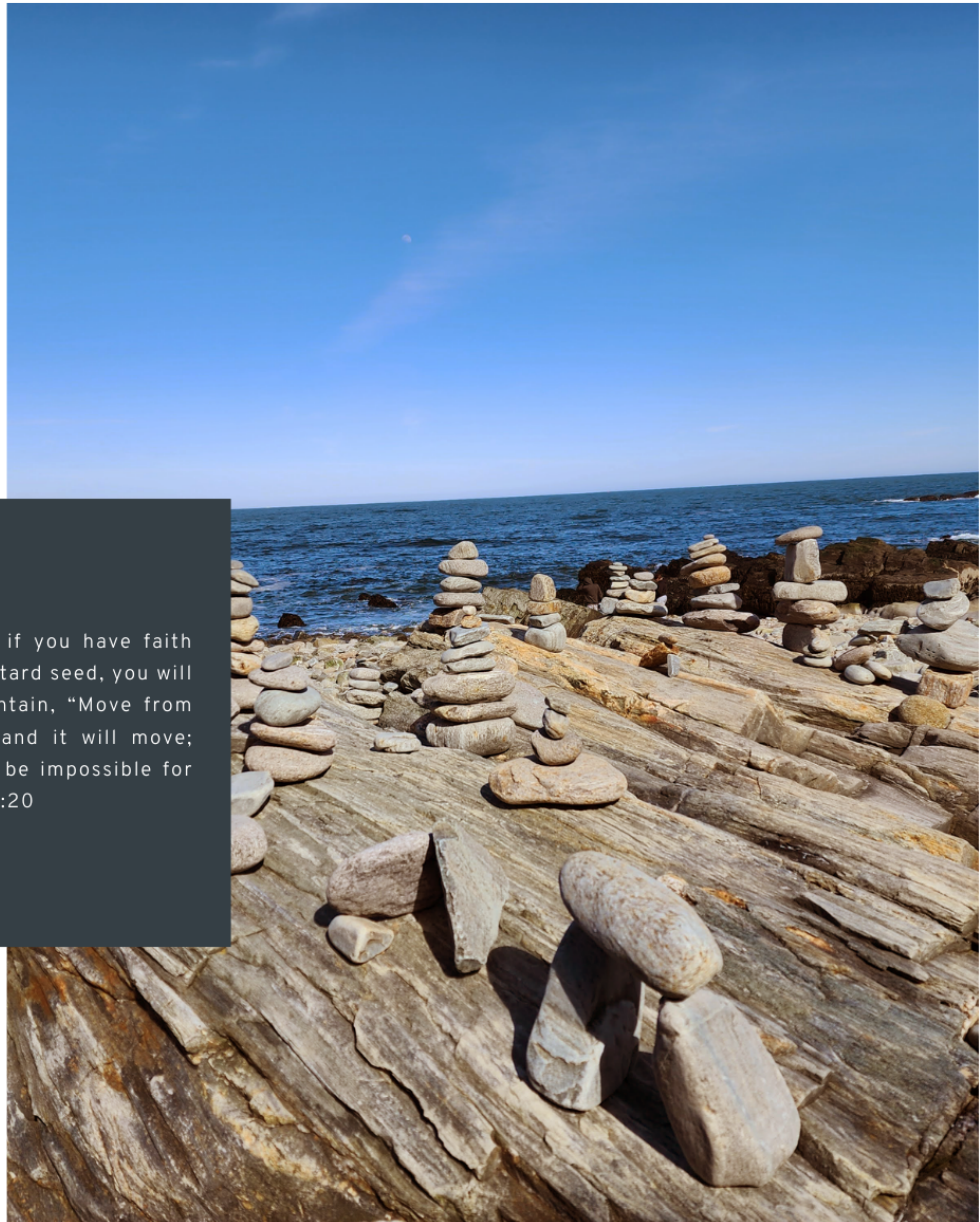 if you have faith
tard seed, you will
ntain, “Move from
and it will move;
be impossible for
:20